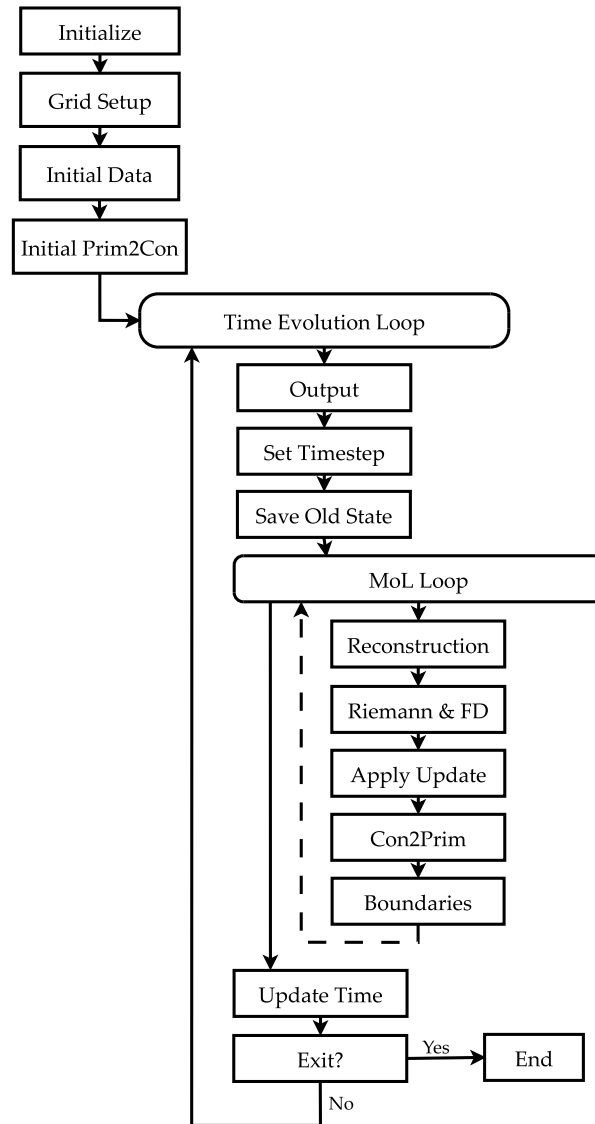 Initialize
Grid Setup
Initial Data
Initial Prim2Con
Time Evolution Loop
Output
Set Timestep
Save Old State
MoL Loop
Reconstruction
Riemann & FD
Apply Update
Con2Prim
Boundaries
Update Time
Exit?
Yes
End
No